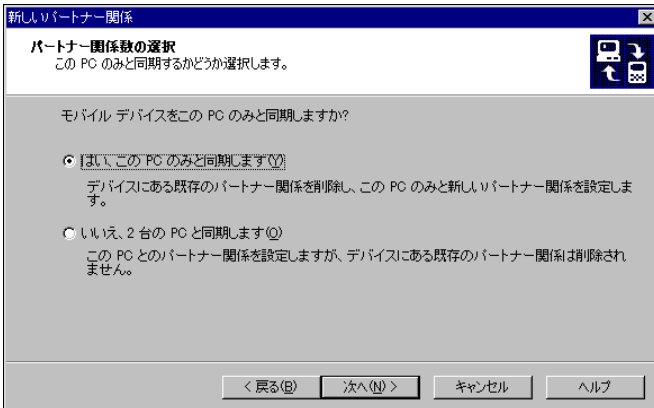 新しいパートナー関係
パートナー関係数の選択
この PC のみと同期するかどうか選択します。
モバイル デバイスをこの PC のみと同期しますか?
はい、この PC のみと同期します(Y)
デバイスにある既存のパートナー関係を削除し、この PC のみと新しいパートナー関係を設定しま
す。
いいえ、2 台の PC と同期します(O)
この PC とのパートナー関係を設定しますが、デバイスにある既存のパートナー関係は削除され
ません。
< 戻る(B)
次へ(N) >
キャンセル
ヘルプ